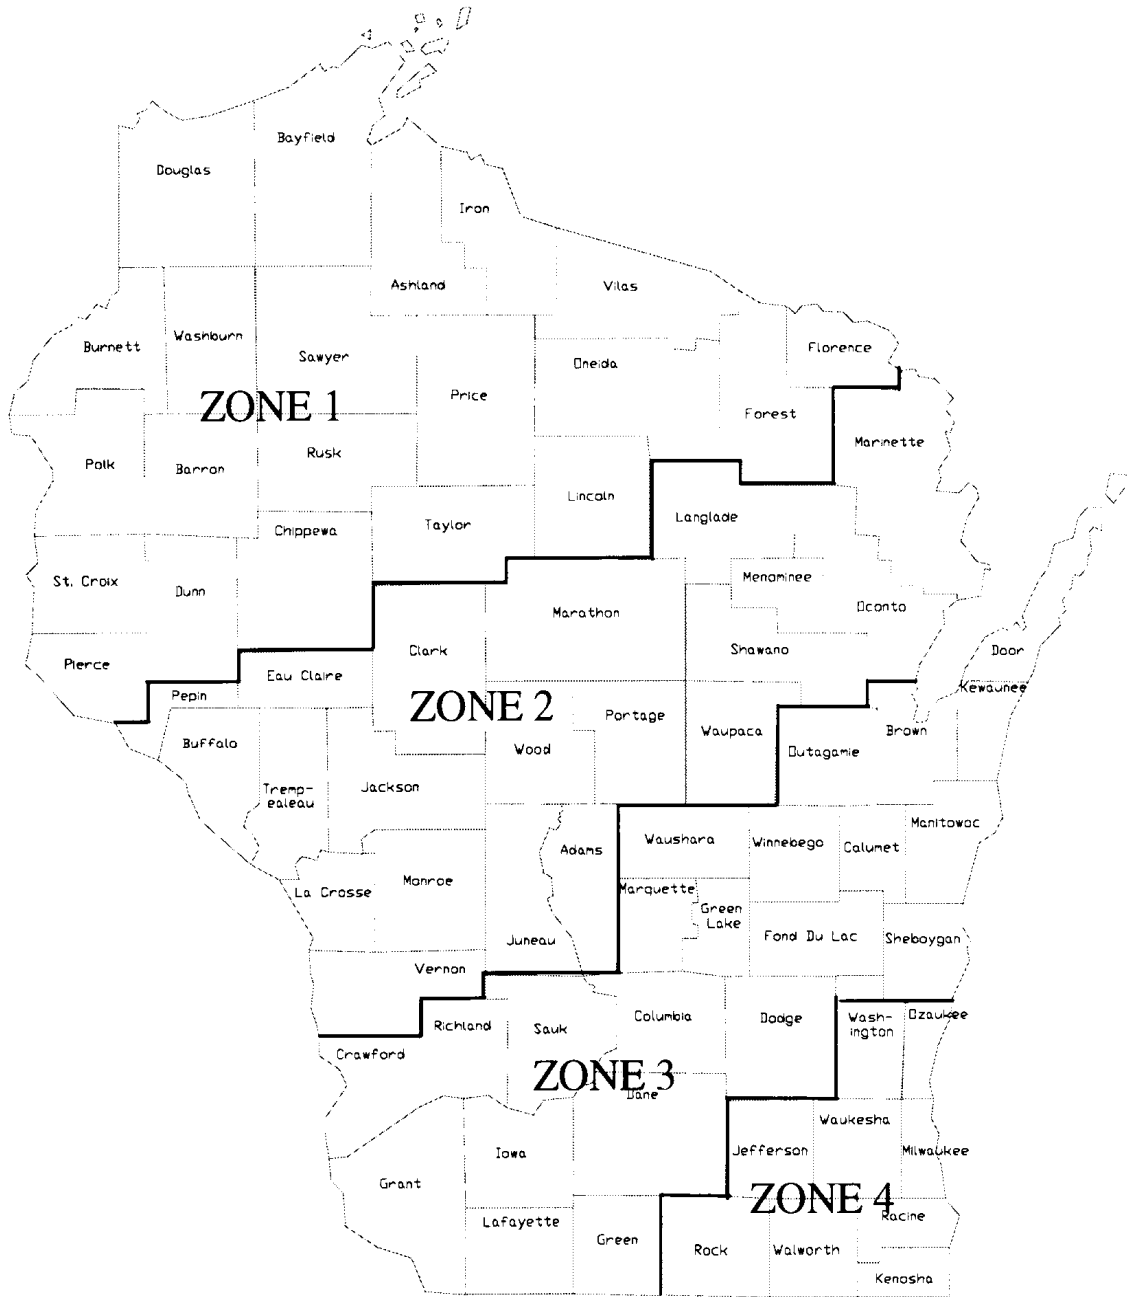 Bayfield
Douglas
Iron
Ashland
Vilas
Washburn
Burnett
Sawyer
Florence
Oneida
Price
ZONE 1
Forest
Marinette
Rusk
Polk
Barron
Lincoln
Langlade
Taylor
Chippewa
St. Croix
Dunn
Menominee
Marathon
Oconto
Clark
Shawano
Door
Pierce
Eau Claire
Pepin
Kewaunee
ZONE 2
Portage
Waupaca
Brown
Buffalo
Wood
Outagamie
Jackson
Tremp-
ealeau
Manitowoc
Waushara
Winnebego
Calumet
Adams
Monroe
La Crosse
Marquette
Green
Lake
Fond Du Lac
Sheboygan
Juneau
Vernon
Columbia
Dodge
Wash-
ington
Ozaukee
Richland
Sauk
Crawford
ZONE 3
Dane
Waukesha
Jefferson
Milwaukee
Iowa
Grant
ZONE 4
Racine
Lafayette
Green
Rock
Walworth
Kenosha